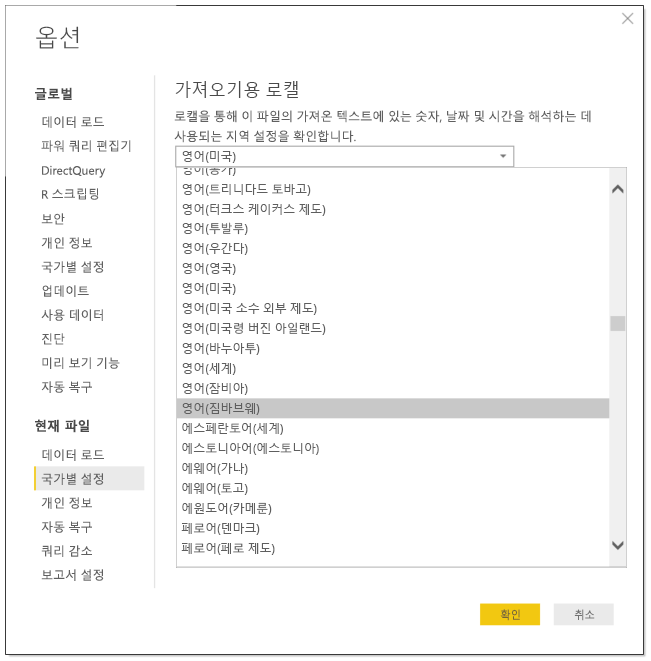 옵션
글로벌
데이터 로드
파워 쿼리 편집기
DirectQuery
R 스크립팅
보안
개인 정보
국가별 설정
업데이트
사용 데이터
진단
미리 보기 기능
자동 복구
현재 파일
데이터 로드
국가별 설정
개인 정보
자동 복구
쿼리 감소
보고서 설정
가져오기용 로캘
로캘을 통해 이 파일의 가져온 텍스트에 있는 숫자, 날짜 및 시간을 해석하는 데
사용되는 지역 설정을 확인합니다.
영어(미국)
영어(통가)
영어(트리니다드 토바고)
영어(터크스 케이커스 제도)
영어(투발루)
영어(우간다)
영어(영국)
영어(미국)
영어(미국 소수 외부 제도)
영어(미국령 버진 아일랜드)
영어(바누아투)
영어(세계)
영어(잠비아)
영어(짐바브웨)
에스페란토어(세계)
에스토니아어(에스토니아)
에웨어(가나)
에웨어(토고)
에원도어(카메룬)
페로어(덴마크)
페로어(페로 제도)
확인
취소